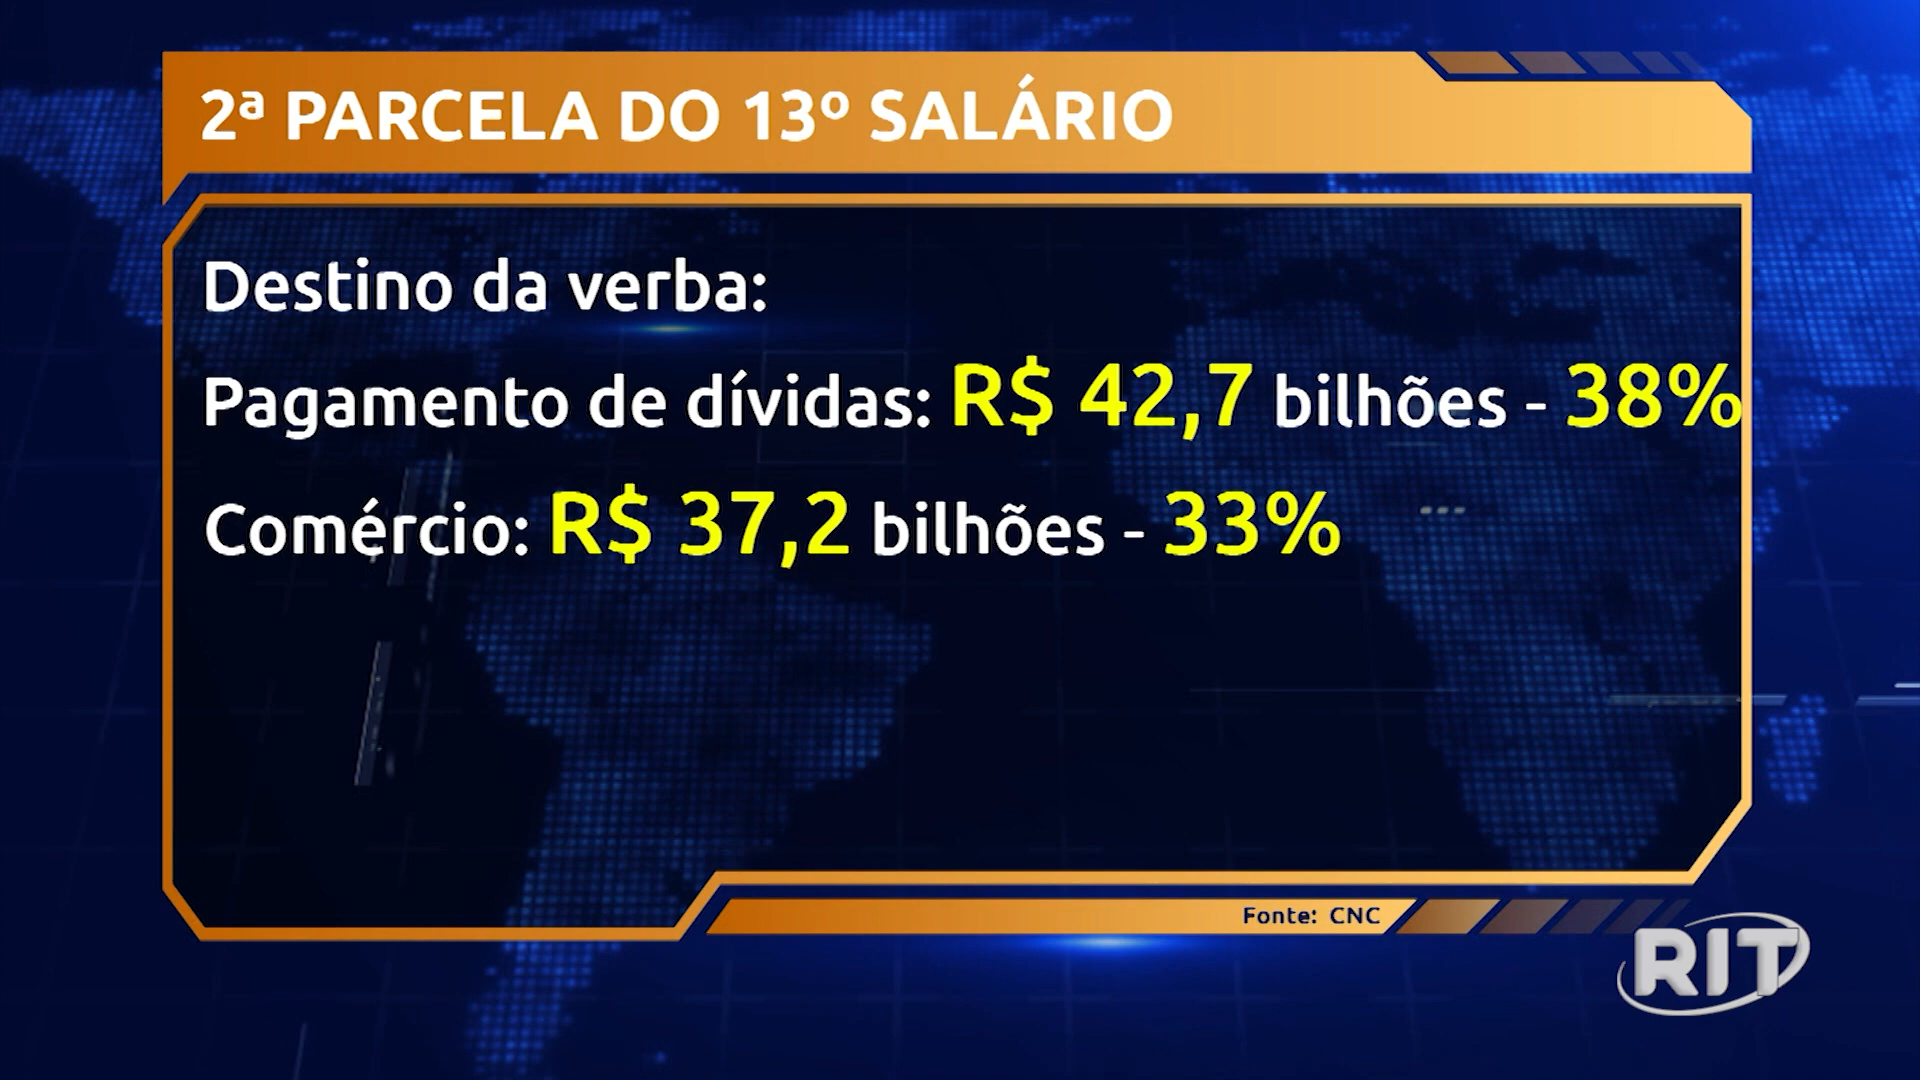 2ª PARCELA DO 13º SALÁRIO
Destino da verba:
Pagamento de dívidas: R$ 42,7 bilhões - 38%
Comércio: R$ 37,2 bilhões - 33%
Fonte: CNC
RIT